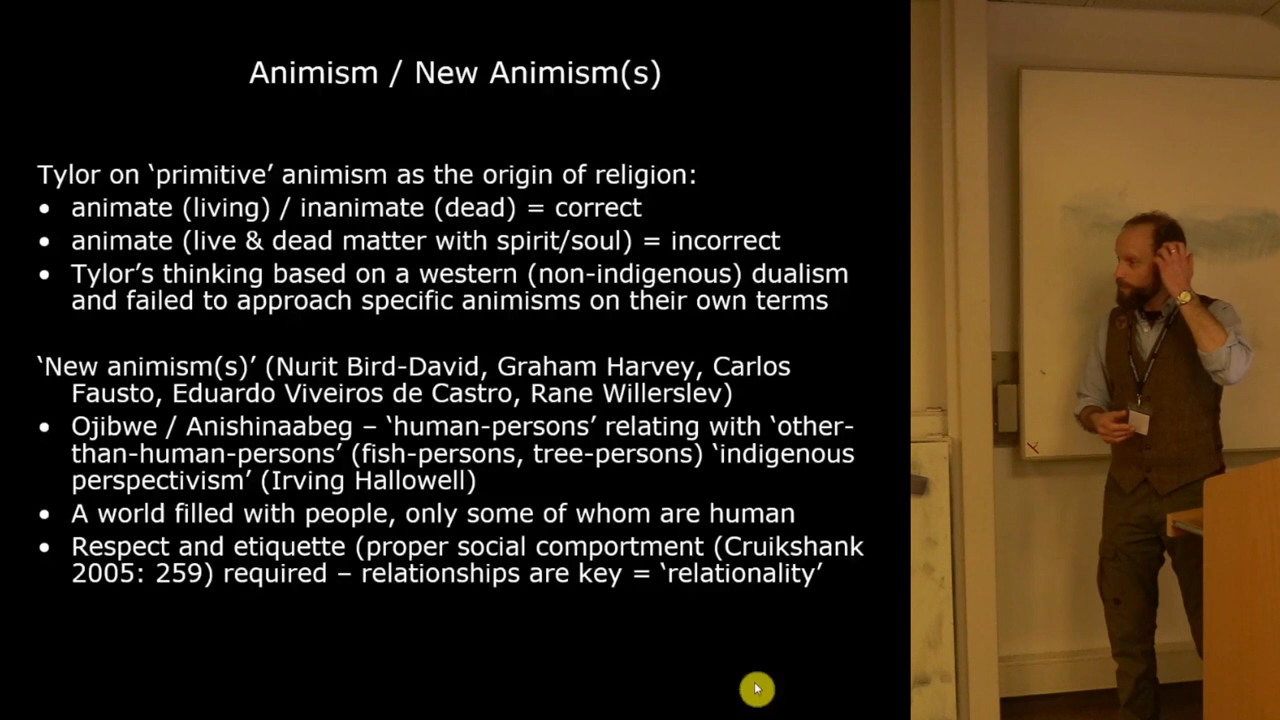 Animism / New Animism(s)
Tylor on ‘primitive’ animism as the origin of religion:
• animate (living) / inanimate (dead) = correct
• animate (live & dead matter with spirit/soul) = incorrect
• Tylor’s thinking based on a western (non-indigenous) dualism
and failed to approach specific animisms on their own terms
‘New animism(s)’ (Nurit Bird-David, Graham Harvey, Carlos
Fausto, Eduardo Viveiros de Castro, Rane Willerslev)
• Ojibwe / Anishinaabeg – ‘human-persons’ relating with ‘other-
than-human-persons’ (fish-persons, tree-persons) ‘indigenous
perspectivism’ (Irving Hallowell)
• A world filled with people, only some of whom are human
• Respect and etiquette (proper social comportment (Cruikshank
2005: 259) required – relationships are key = ‘relationality’